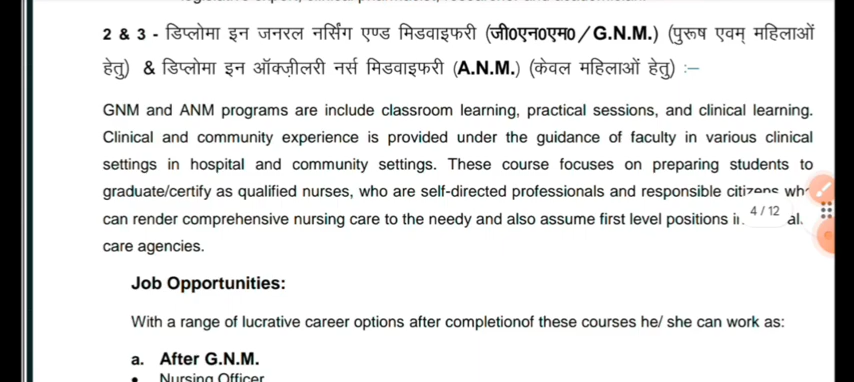 2 & 3 - डिप्लोमा इन जनरल नर्सिंग एण्ड मिडवाइफरी (जी0एन0एम0/G.N.M.) (पुरूष एवम् महिलाओं
हेतु) & डिप्लोमा इन ऑक्ज़ीलरी नर्स मिडवाइफरी (A.N.M.) (केवल महिलाओं हेतु) :–
GNM and ANM programs are include classroom learning, practical sessions, and clinical learning.
Clinical and community experience is provided under the guidance of faculty in various clinical
settings in hospital and community settings. These course focuses on preparing students to
graduate/certify as qualified nurses, who are self-directed professionals and responsible citizens
can render comprehensive nursing care to the needy and also assume first level positions
4 / 12
care agencies.
Job Opportunities:
With a range of lucrative career options after completionof these courses he/ she can work as:
a. After G.N.M.
• Nursing Officer